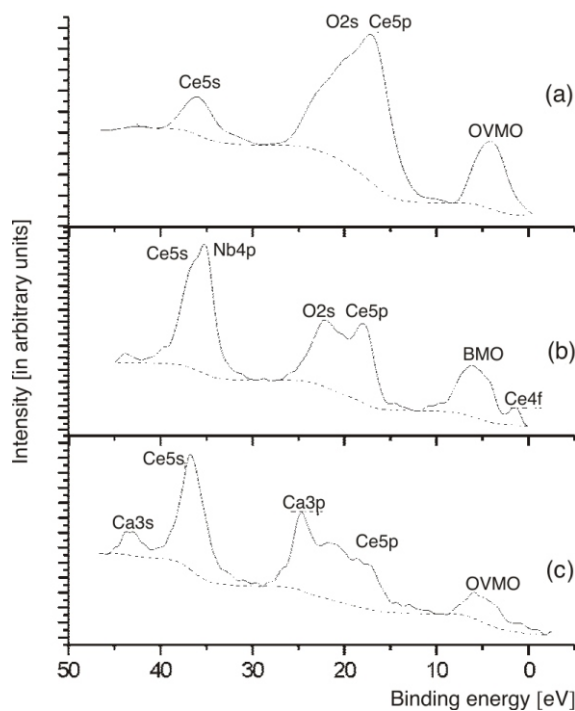 O2s Ce5p
Ce5s
(a)
OVMO
Ce5s Nb4p
O2s Ce5p
BMO
(b)
Ce4f
Ce5s
Ca3s
Ca3p
Ce5p
(c)
OVMO
50 40 30 20 10 0
Binding energy [eV]
Intensity [in arbitrary units]